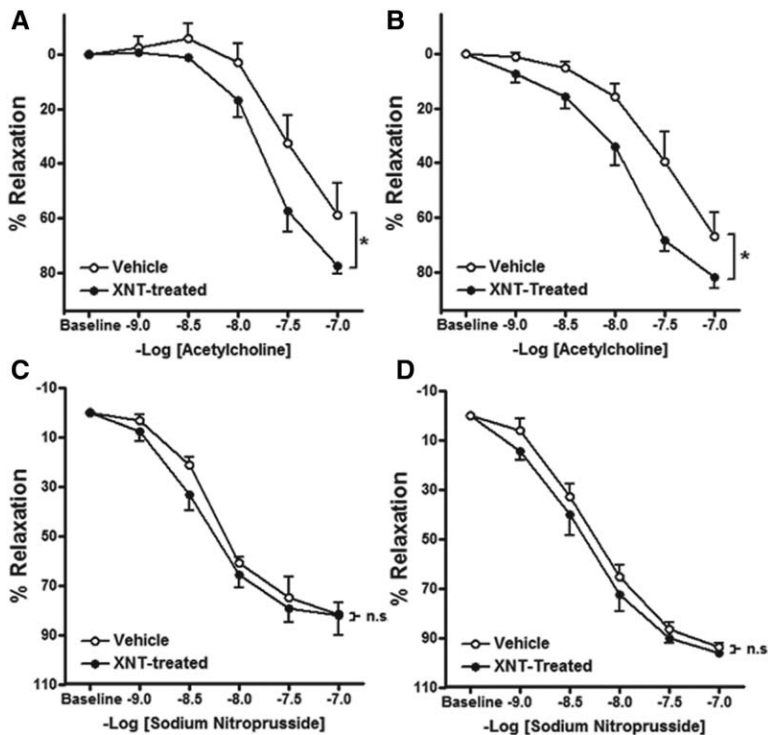 A
0
20
40
60
80
% Relaxation
Vehicle
XNT-treated
*
Baseline -9.0 -8.5 -8.0 -7.5 -7.0
-Log [Acetylcholine]
B
0
20
40
60
80
% Relaxation
Vehicle
XNT-Treated
*
Baseline -9.0 -8.5 -8.0 -7.5 -7.0
-Log [Acetylcholine]
C
-10
10
30
50
70
90
110
% Relaxation
Vehicle
XNT-treated
n.s
Baseline -9.0 -8.5 -8.0 -7.5 -7.0
-Log [Sodium Nitroprusside]
D
-10
10
30
50
70
90
110
% Relaxation
Vehicle
XNT-Treated
n.s
Baseline -9.0 -8.5 -8.0 -7.5 -7.0
-Log [Sodium Nitroprusside]